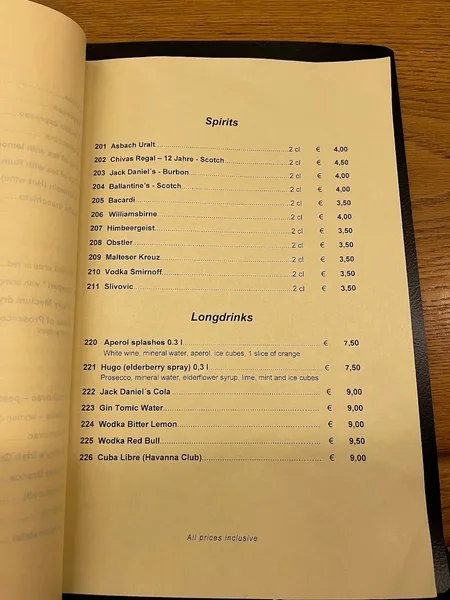 Spirits
201 Asbach Uralt 2 cl € 4,00
202 Chivas Regal – 12 Jahre - Scotch 2 cl € 4,50
203 Jack Daniel´s - Burbon 2 cl € 4,00
204 Ballantine´s - Scotch 2 cl € 4,00
205 Bacardi 2 cl € 3,50
206 Williamsbirne 2 cl € 4,00
207 Himbeergeist 2 cl € 3,50
208 Obstler 2 cl € 3,50
209 Malteser Kreuz 2 cl € 3,50
210 Vodka Smirnoff 2 cl € 3,50
211 Slivovic 2 cl € 3,50
Longdrinks
220 Aperol splashes 0.3 l € 7,50
White wine, mineral water, aperol, ice cubes, 1 slice of orange
221 Hugo (elderberry spray) 0,3 l € 7,50
Prosecco, mineral water, elderflower syrup, lime, mint and ice cubes
222 Jack Daniel´s Cola € 9,00
223 Gin Tomic Water € 9,00
224 Wodka Bitter Lemon € 9,00
225 Wodka Red Bull € 9,50
226 Cuba Libre (Havanna Club) € 9,00
All prices inclusive